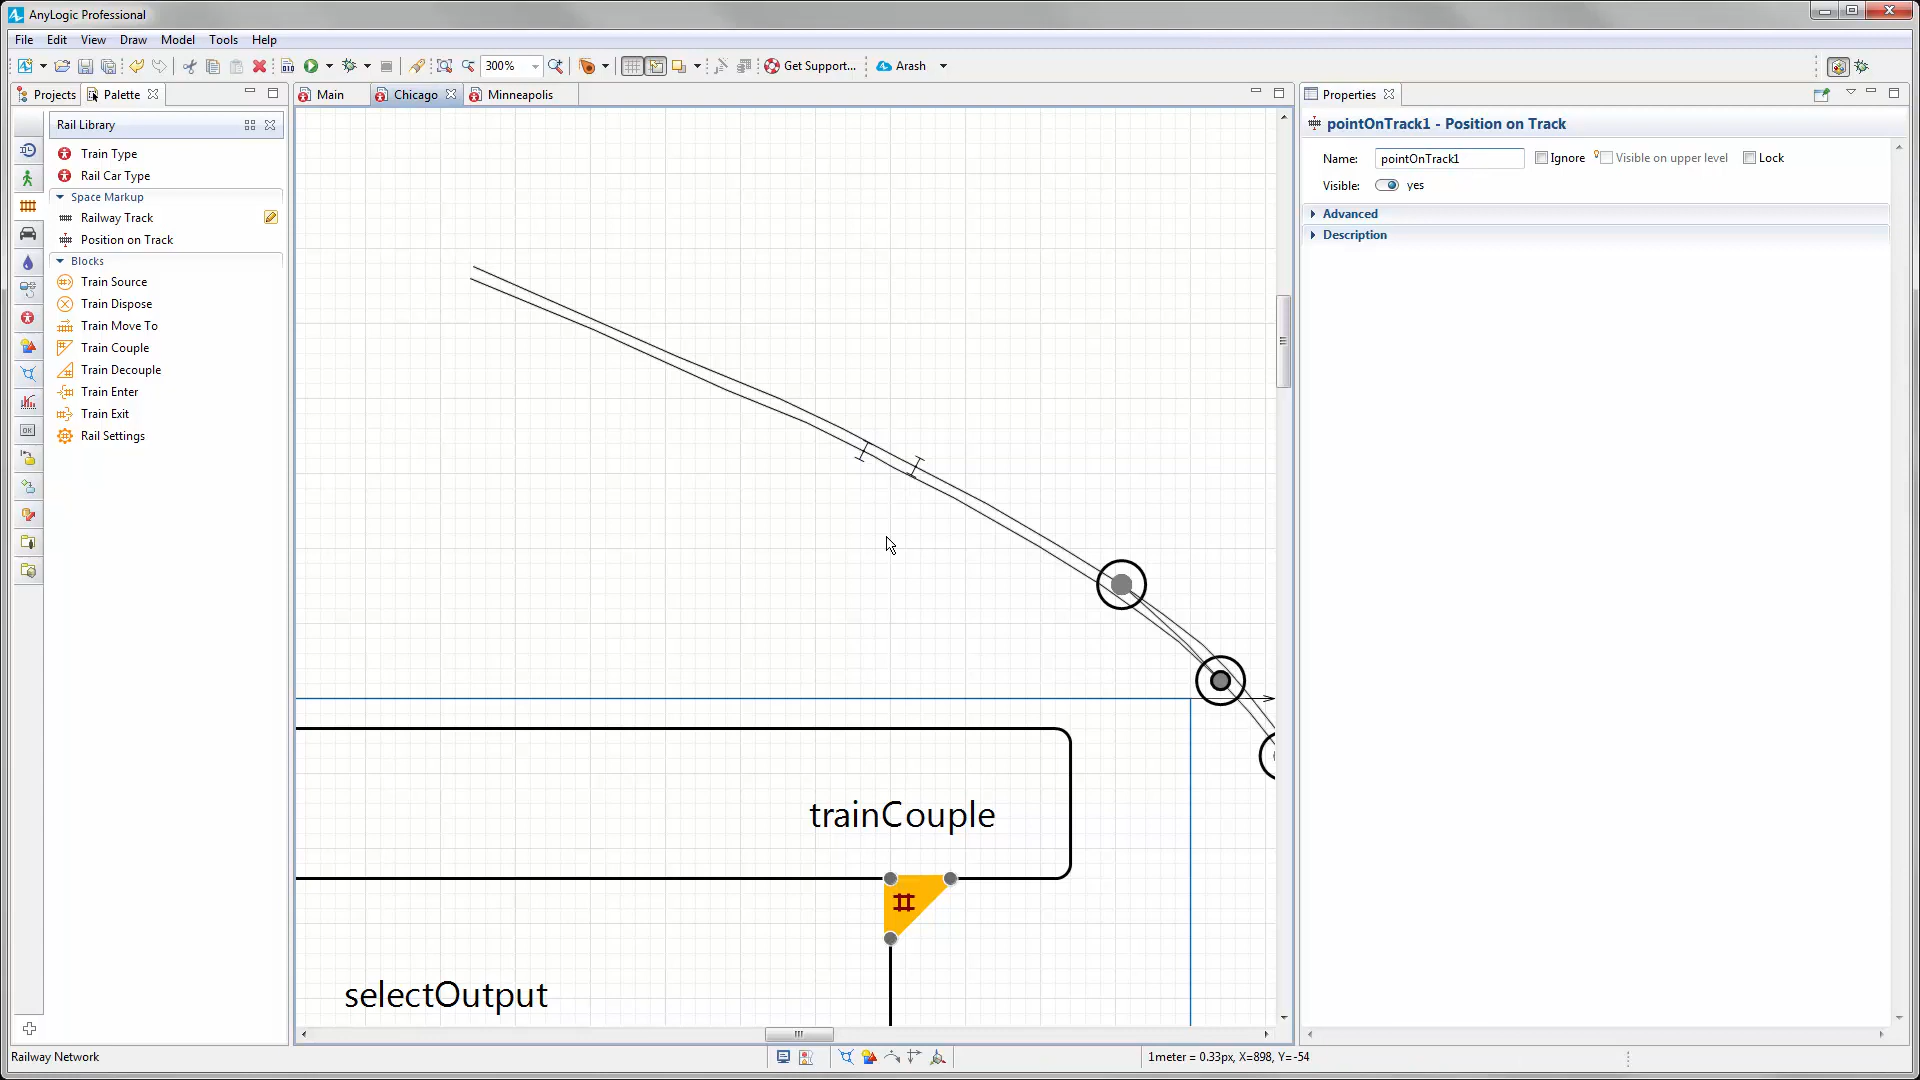 AnyLogic Professional
File Edit View Draw Model Tools Help
300% Get Support... Arash
Projects Palette
Main Chicago Minneapolis
Properties
Rail Library
Train Type
Rail Car Type
Space Markup
Railway Track
Position on Track
Blocks
Train Source
Train Dispose
Train Move To
Train Couple
Train Decouple
Train Enter
Train Exit
Rail Settings
trainCouple
selectOutput
pointOnTrack1 - Position on Track
Name: pointOnTrack1 Ignore Visible on upper level Lock
Visible: yes
Advanced
Description
Railway Network
1meter = 0.33px, X=898, Y=-54